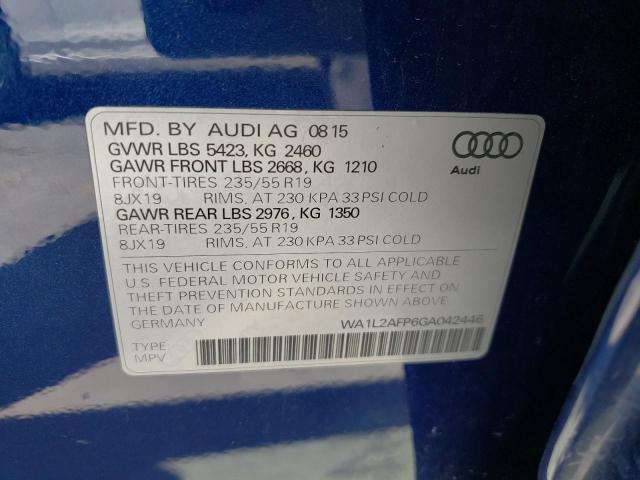 MFD. BY AUDI AG 0815
GVWR LBS 5423, KG 2460
GAWR FRONT LBS 2668, KG 1210
FRONT-TIRES 235/55 R19
8JX19 RIMS, AT 230 KPA 33 PSI COLD
GAWR REAR LBS 2976, KG 1350
REAR-TIRES 235/55 R19
8JX19 RIMS, AT 230 KPA 33 PSI COLD
Audi
THIS VEHICLE CONFORMS TO ALL APPLICABLE
U.S. FEDERAL MOTOR VEHICLE SAFETY AND
THEFT PREVENTION STANDARDS IN EFFECT ON
THE DATE OF MANUFACTURE SHOWN ABOVE.
GERMANY WA1L2AFP6GA042446
TYPE:
MPV